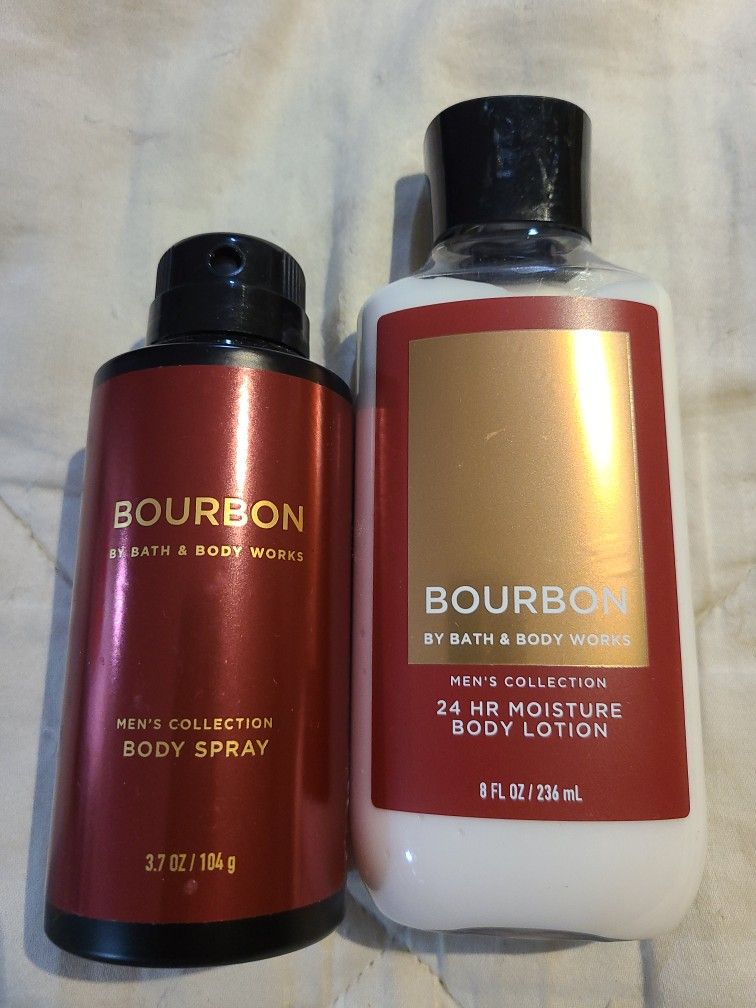 BOURBON
BY BATH & BODY WORKS
MEN'S COLLECTION
BODY SPRAY
3.7 OZ / 104 g
BOURBON
BY BATH & BODY WORKS
MEN'S COLLECTION
24 HR MOISTURE
BODY LOTION
8 FL OZ / 236 mL